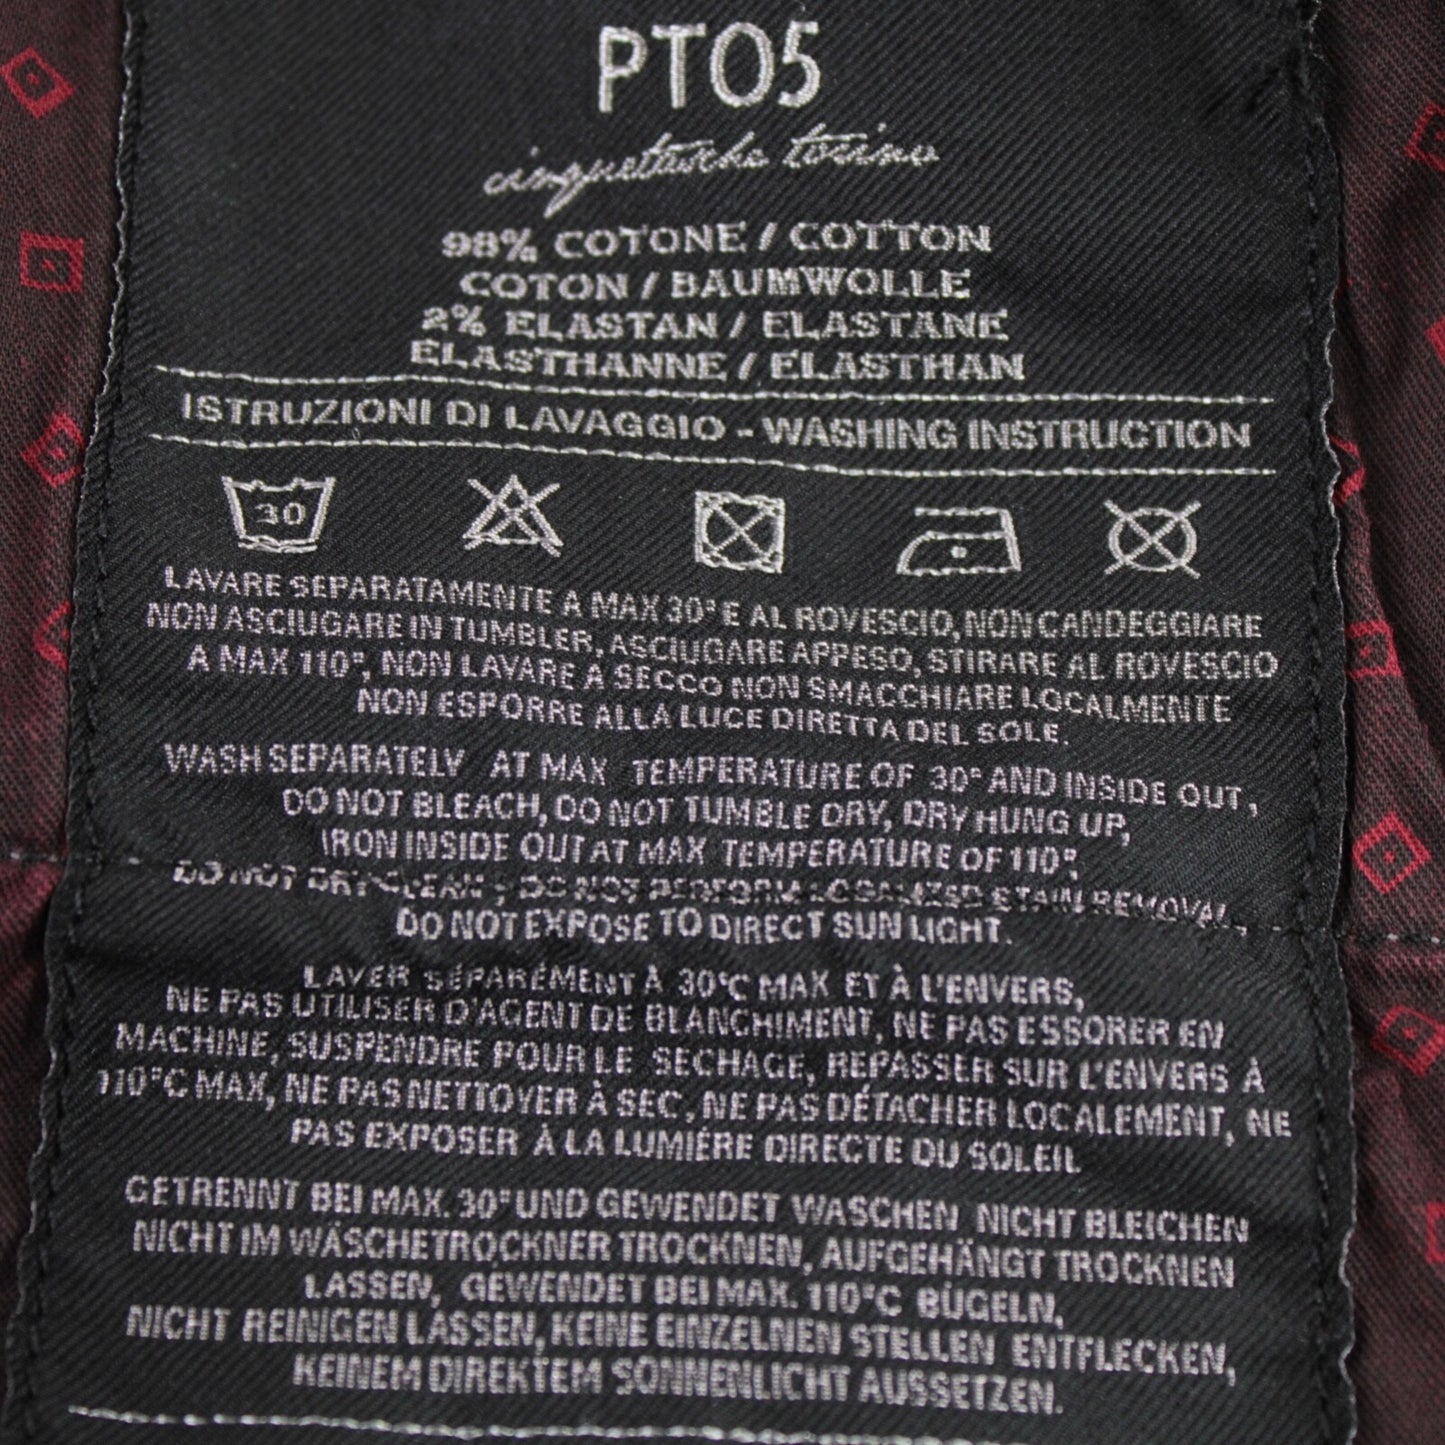 PT05
cinquetasche torino
98% COTONE / COTTON
COTON / BAUMWOLLE
2% ELASTAN / ELASTANE
ELASTHANNE / ELASTHAN
ISTRUZIONI DI LAVAGGIO - WASHING INSTRUCTION
30
LAVARE SEPARATAMENTE A MAX 30° E AL ROVESCIO, NON CANDEGGIARE
NON ASCIUGARE IN TUMBLER, ASCIUGARE APPESO, STIRARE AL ROVESCIO
A MAX 110°, NON LAVARE A SECCO NON SMACCHIARE LOCALMENTE
NON ESPORRE ALLA LUCE DIRETTA DEL SOLE.
WASH SEPARATELY AT MAX TEMPERATURE OF 30° AND INSIDE OUT,
DO NOT BLEACH, DO NOT TUMBLE DRY, DRY HUNG UP,
IRON INSIDE OUT AT MAX TEMPERATURE OF 110°.
DO NOT DRY CLEAN, DO NOT PERFORM LOCALIZED STAIN REMOVAL,
DO NOT EXPOSE TO DIRECT SUN LIGHT.
LAVER SÉPARÉMENT À 30°C MAX ET À L'ENVERS,
NE PAS UTILISER D'AGENT DE BLANCHIMENT, NE PAS ESSORER EN
MACHINE, SUSPENDRE POUR LE SECHAGE, REPASSER SUR L'ENVERS À
110°C MAX, NE PAS NETTOYER À SEC, NE PAS DÉTACHER LOCALEMENT, NE
PAS EXPOSER À LA LUMIÉRE DIRECTE DU SOLEIL
GETRENNT BEI MAX. 30° UND GEWENDET WASCHEN NICHT BLEICHEN
NICHT IM WÄSCHETROCKNER TROCKNEN, AUFGEHÄNGT TROCKNEN
LASSEN, GEWENDET BEI MAX. 110°C BÜGELN,
NICHT REINIGEN LASSEN, KEINE EINZELNEN STELLEN ENTFLECKEN,
KEINEM DIREKTEM SONNENLICHT AUSSETZEN.